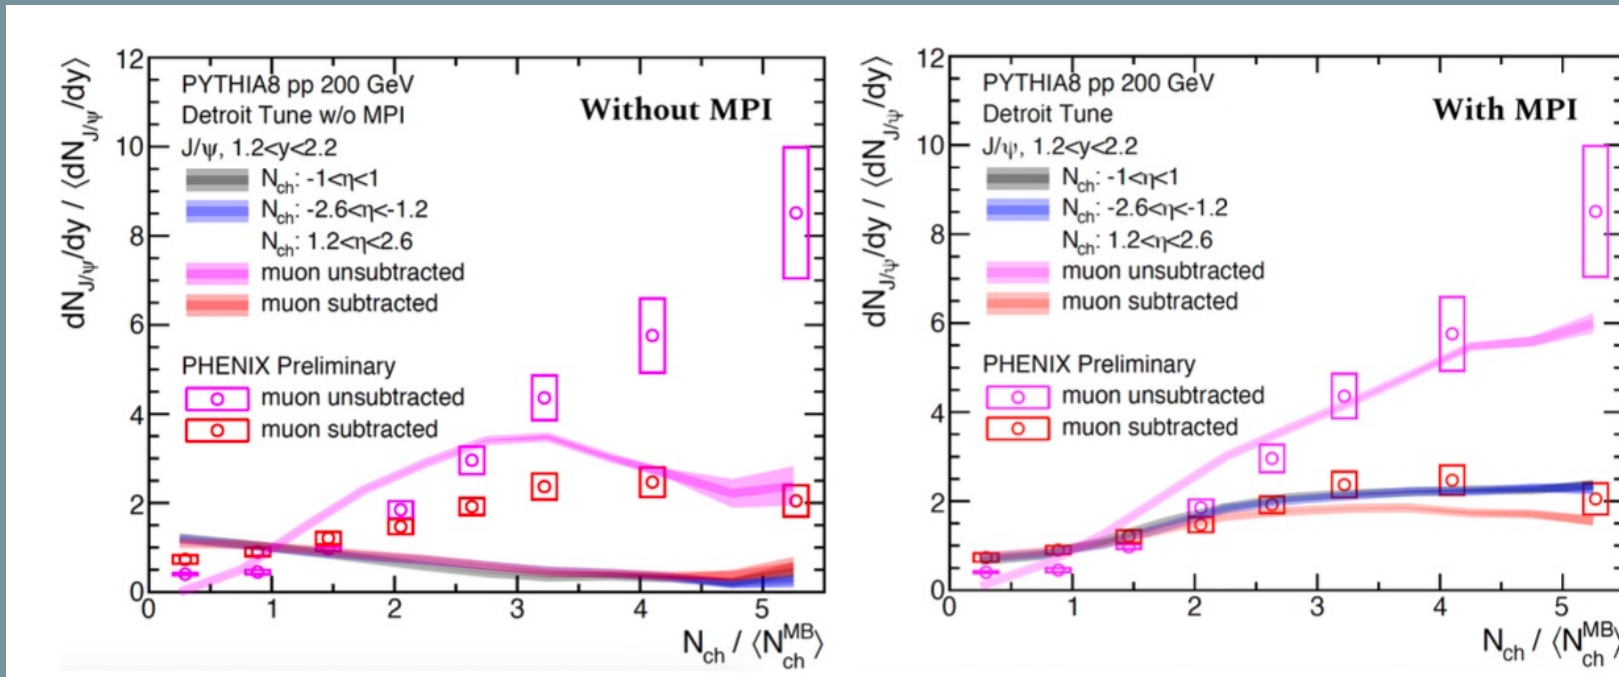 dN_J/ψ/dy / ⟨dN_J/ψ/dy⟩
12
10
8
6
4
2
0
PYTHIA8 pp 200 GeV
Detroit Tune w/o MPI
Without MPI
J/ψ, 1.2<y<2.2
N_ch: -1<η<1
N_ch: -2.6<η<-1.2
N_ch: 1.2<η<2.6
muon unsubtracted
muon subtracted
PHENIX Preliminary
muon unsubtracted
muon subtracted
0 1 2 3 4 5
N_ch / ⟨N_ch^MB⟩
dN_J/ψ/dy / ⟨dN_J/ψ/dy⟩
12
10
8
6
4
2
0
PYTHIA8 pp 200 GeV
Detroit Tune
With MPI
J/ψ, 1.2<y<2.2
N_ch: -1<η<1
N_ch: -2.6<η<-1.2
N_ch: 1.2<η<2.6
muon unsubtracted
muon subtracted
PHENIX Preliminary
muon unsubtracted
muon subtracted
0 1 2 3 4 5
N_ch / ⟨N_ch^MB⟩